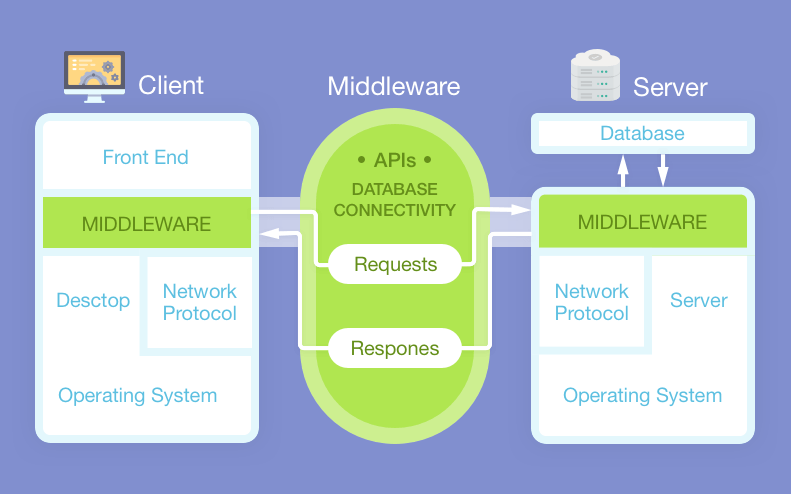 Client
Front End
MIDDLEWARE
Desctop
Network
Protocol
Operating System
Middleware
• APIs •
DATABASE
CONNECTIVITY
Requests
Respones
Server
Database
MIDDLEWARE
Network
Protocol
Server
Operating System